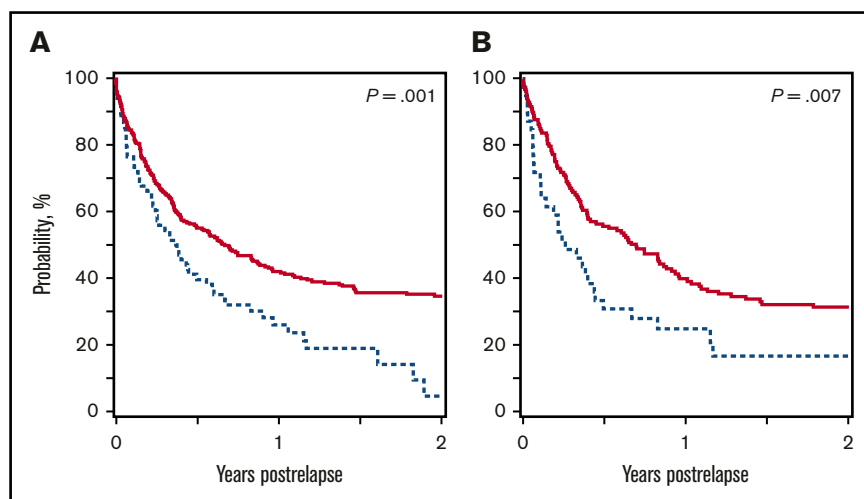 A
P = .001
Probability, %
100
80
60
40
20
0
0
1
2
Years postrelapse
B
P = .007
100
80
60
40
20
0
0
1
2
Years postrelapse